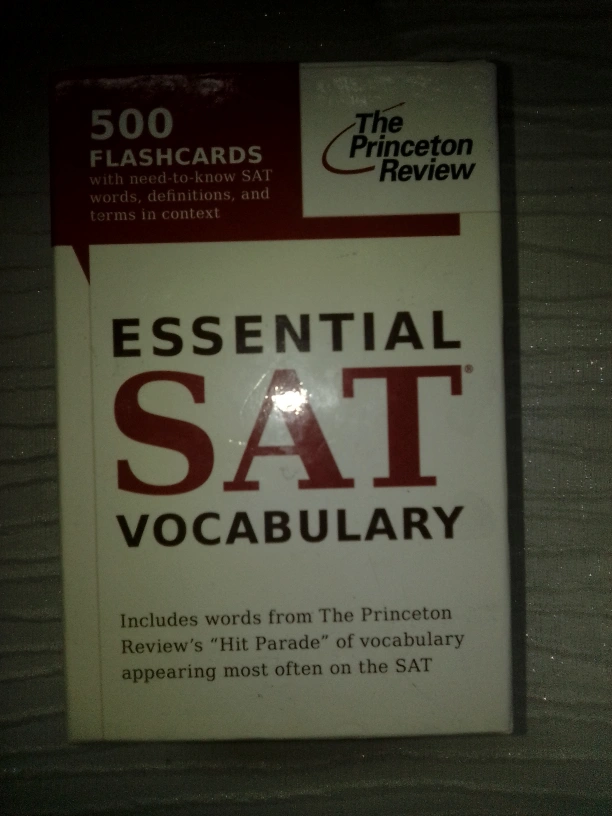 500
FLASHCARDS
with need-to-know SAT
words, definitions, and
terms in context
The
Princeton
Review
ESSENTIAL
SAT®
VOCABULARY
Includes words from The Princeton
Review's "Hit Parade" of vocabulary
appearing most often on the SAT